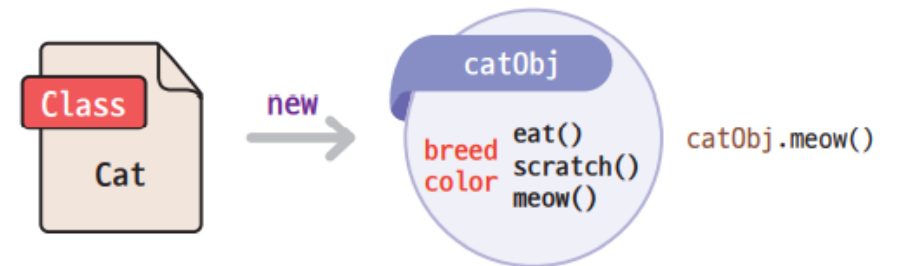 Class
Cat
new
catObj
breed
color
eat()
scratch()
meow()
catObj.meow()